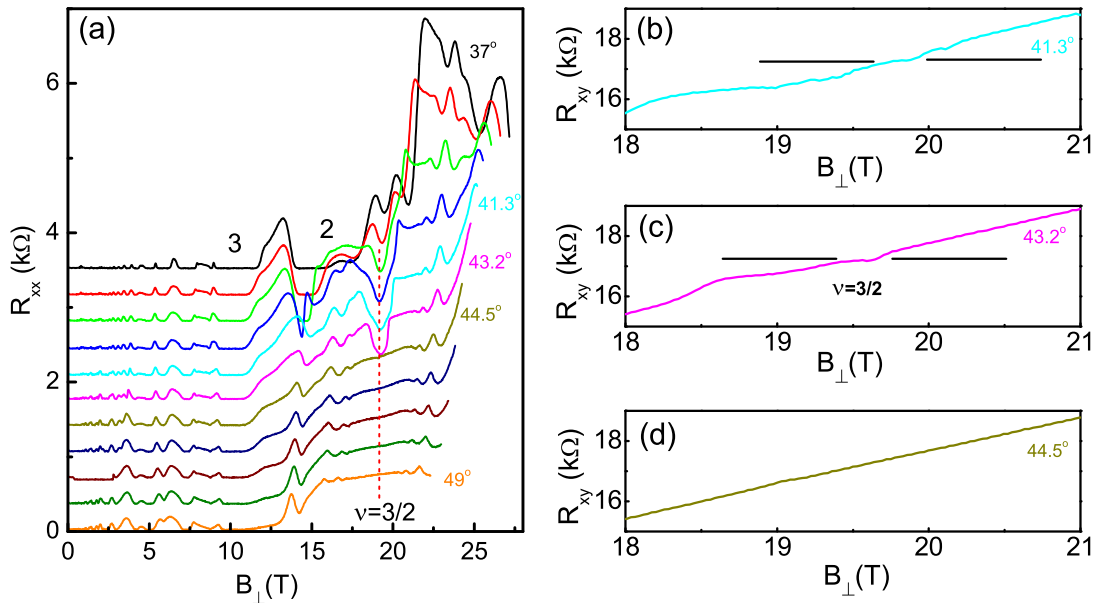 (a)
R_xx (kΩ)
6
4
2
0
3
2
37°
41.3°
43.2°
44.5°
49°
ν=3/2
0 5 10 15 20 25
B_⊥(T)
(b)
R_xy (kΩ)
18
16
41.3°
18 19 20 21
B_⊥(T)
(c)
R_xy (kΩ)
18
16
43.2°
ν=3/2
18 19 20 21
B_⊥(T)
(d)
R_xy (kΩ)
18
16
44.5°
18 19 20 21
B_⊥(T)